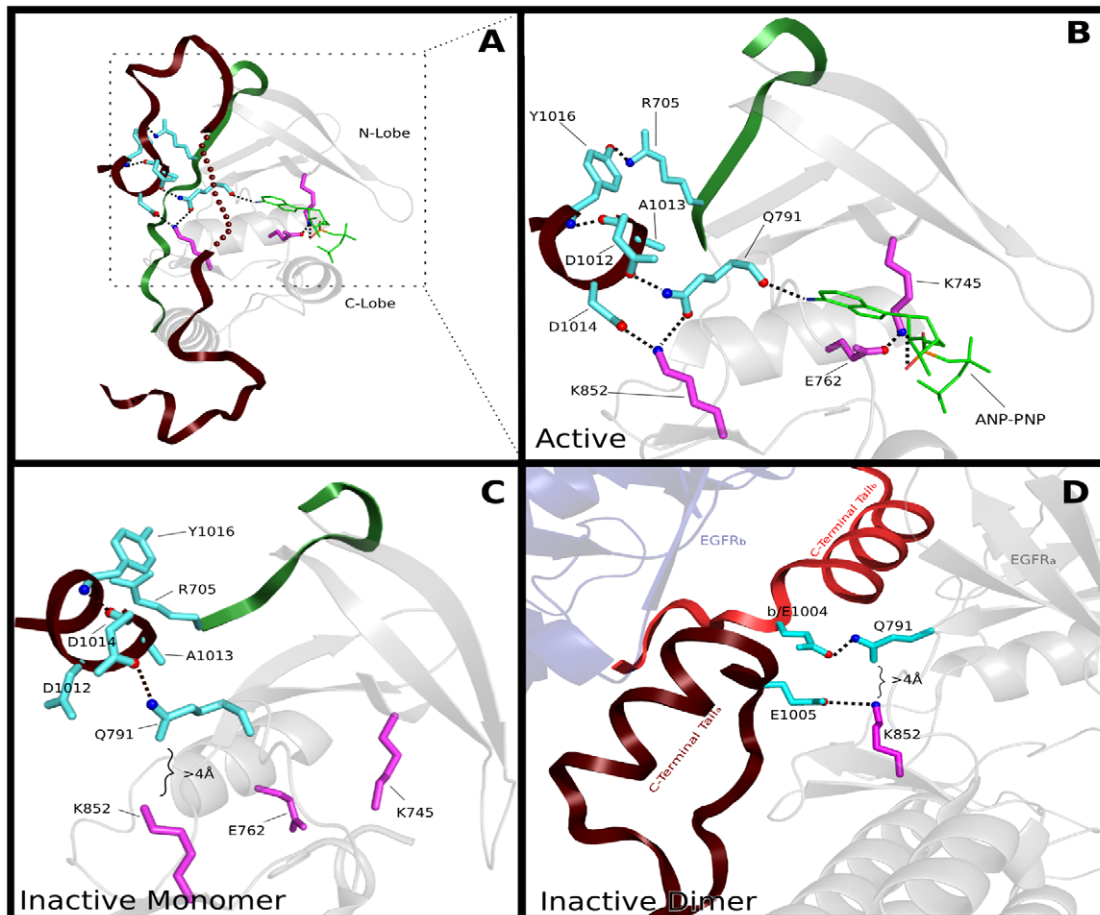 A
N-Lobe
C-Lobe
B
Y1016
R705
A1013
Q791
D1012
K745
D1014
E762
K852
ANP-PNP
Active
C
Y1016
R705
D1014
A1013
D1012
Q791
>4Å
K852
E762
K745
Inactive Monomer
D
C-Terminal Tailb
EGFRb
EGFRa
b/E1004
Q791
>4Å
E1005
K852
C-Terminal Taila
Inactive Dimer